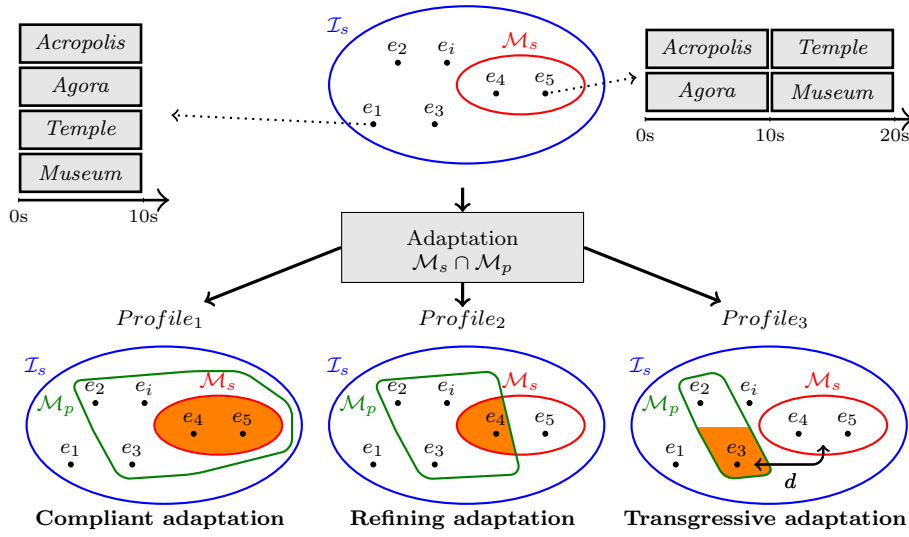 Acropolis
Agora
Temple
Museum
0s 10s
I_s
e_2 e_i
M_s
e_4 e_5
e_1 e_3
Acropolis Temple
Agora Museum
0s 10s 20s
Adaptation
M_s ∩ M_p
Profile_1 Profile_2 Profile_3
I_s
M_p
M_s
e_2 e_i
e_4 e_5
e_1 e_3
Compliant adaptation
I_s
M_p
M_s
e_2 e_i
e_4 e_5
e_1 e_3
Refining adaptation
I_s
M_p
M_s
e_2 e_i
e_4 e_5
e_1 e_3
d
Transgressive adaptation